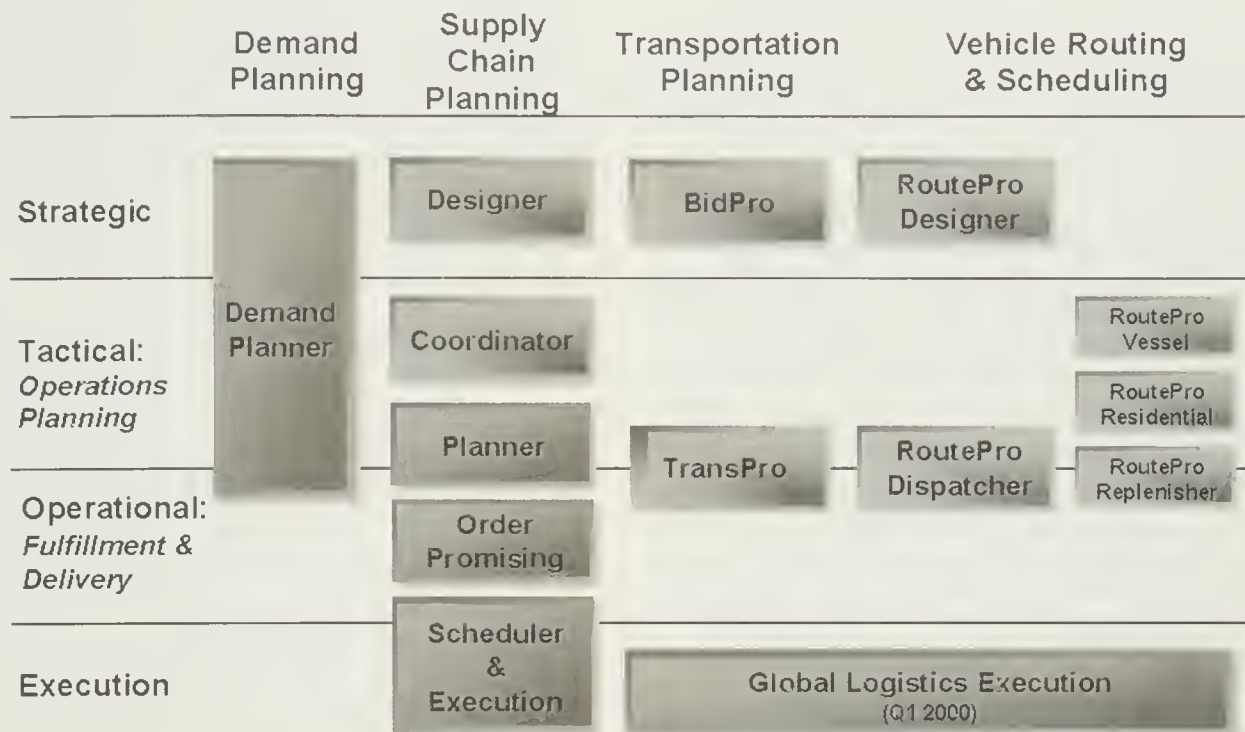 Demand
Planning
Supply
Chain
Planning
Transportation
Planning
Vehicle Routing
& Scheduling
Strategic
Designer
BidPro
RoutePro
Designer
Demand
Planner
Tactical:
Operations
Planning
Coordinator
RoutePro
Vessel
RoutePro
Residential
Planner
TransPro
RoutePro
Dispatcher
RoutePro
Replenisher
Operational:
Fulfillment &
Delivery
Order
Promising
Execution
Scheduler
&
Execution
Global Logistics Execution
(Q1 2000)